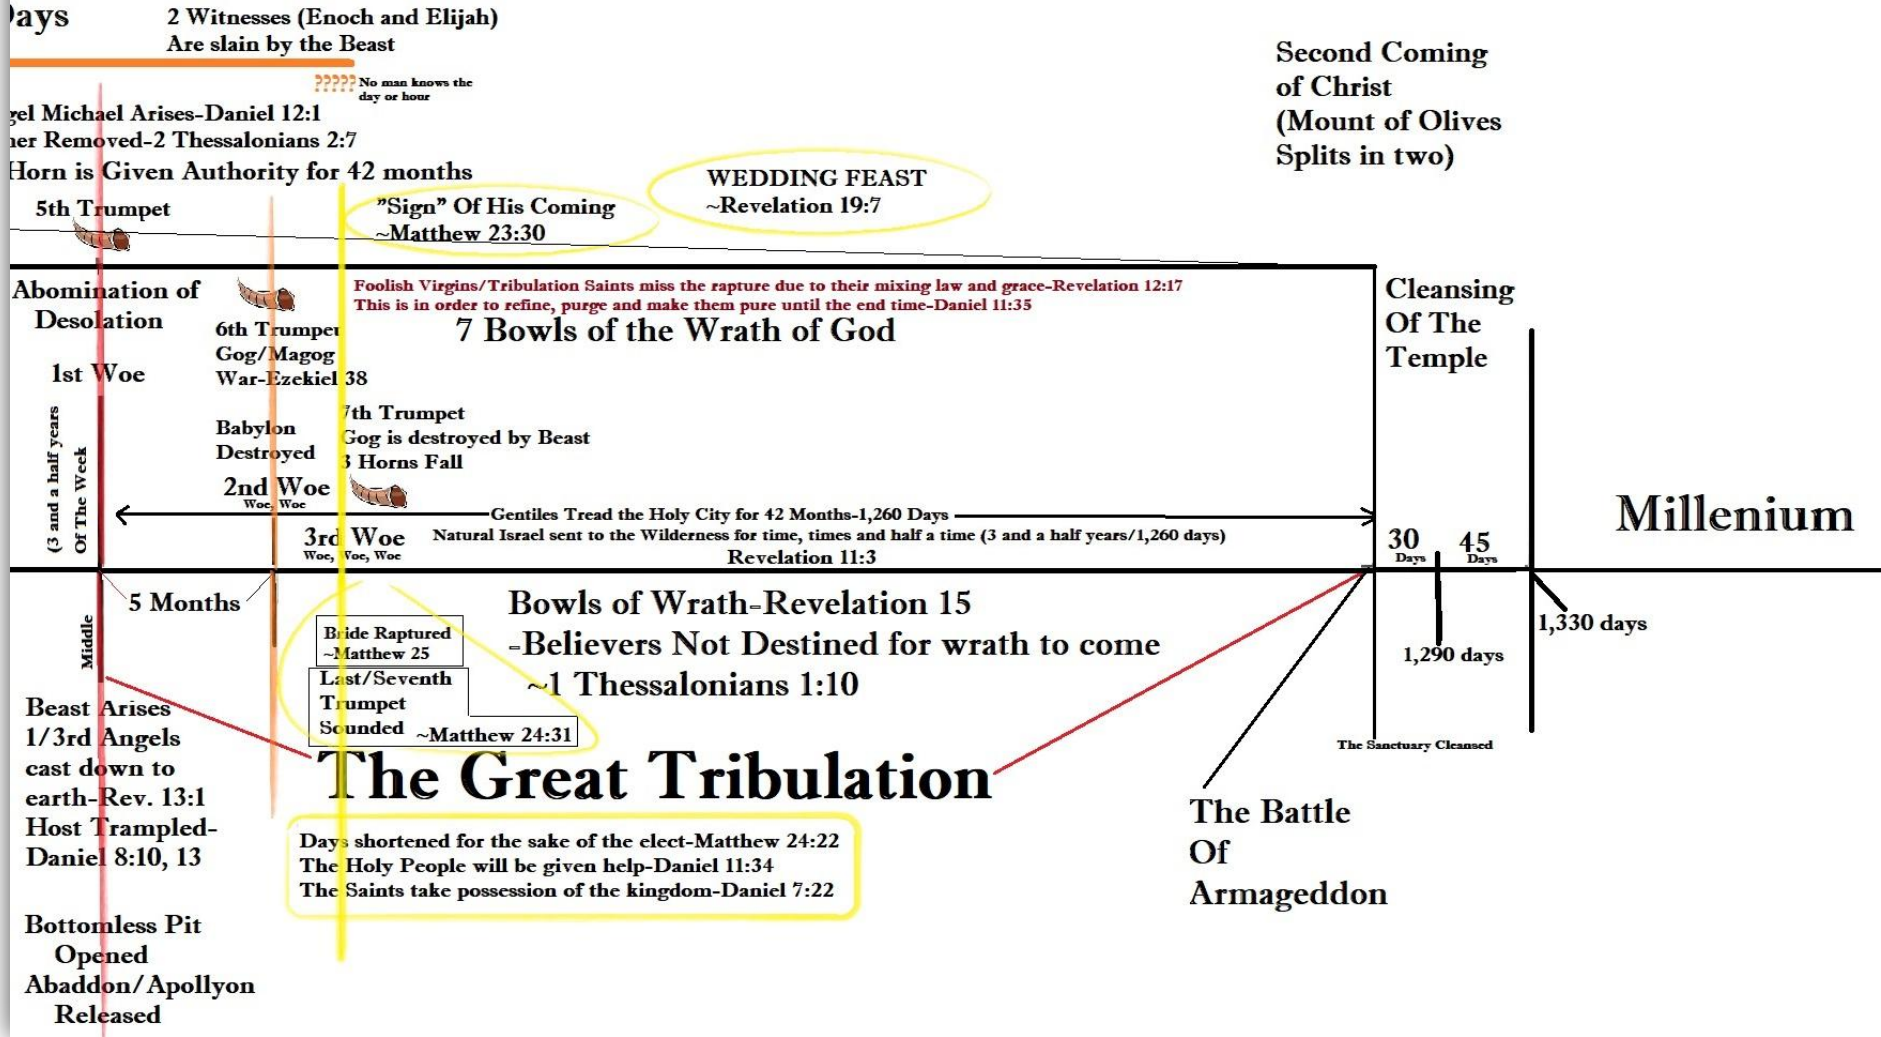 ays
2 Witnesses (Enoch and Elijah)
Are slain by the Beast
????? No man knows the
day or hour
gel Michael Arises-Daniel 12:1
ner Removed-2 Thessalonians 2:7
Horn is Given Authority for 42 months
5th Trumpet
"Sign" Of His Coming
~Matthew 23:30
WEDDING FEAST
~Revelation 19:7
Second Coming
of Christ
(Mount of Olives
Splits in two)
Abomination of
Desolation
1st Woe
(3 and a half years
Of The Week
6th Trumpet
Gog/Magog
War-Ezekiel 38
Babylon
Destroyed
2nd Woe
Woe, Woe
Foolish Virgins/Tribulation Saints miss the rapture due to their mixing law and grace-Revelation 12:17
This is in order to refine, purge and make them pure until the end time-Daniel 11:35
7 Bowls of the Wrath of God
7th Trumpet
Gog is destroyed by Beast
3 Horns Fall
Gentiles Tread the Holy City for 42 Months-1,260 Days
3rd Woe
Woe, Woe, Woe
Natural Israel sent to the Wilderness for time, times and half a time (3 and a half years/1,260 days)
Revelation 11:3
Cleansing
Of The
Temple
30
Days
45
Days
Millenium
5 Months
Middle
Bride Raptured
~Matthew 25
Last/Seventh
Trumpet
Sounded ~Matthew 24:31
Bowls of Wrath-Revelation 15
-Believers Not Destined for wrath to come
~1 Thessalonians 1:10
1,290 days
1,330 days
The Sanctuary Cleansed
Beast Arises
1/3rd Angels
cast down to
earth-Rev. 13:1
Host Trampled-
Daniel 8:10, 13
The Great Tribulation
Days shortened for the sake of the elect-Matthew 24:22
The Holy People will be given help-Daniel 11:34
The Saints take possession of the kingdom-Daniel 7:22
The Battle
Of
Armageddon
Bottomless Pit
Opened
Abaddon/Apollyon
Released